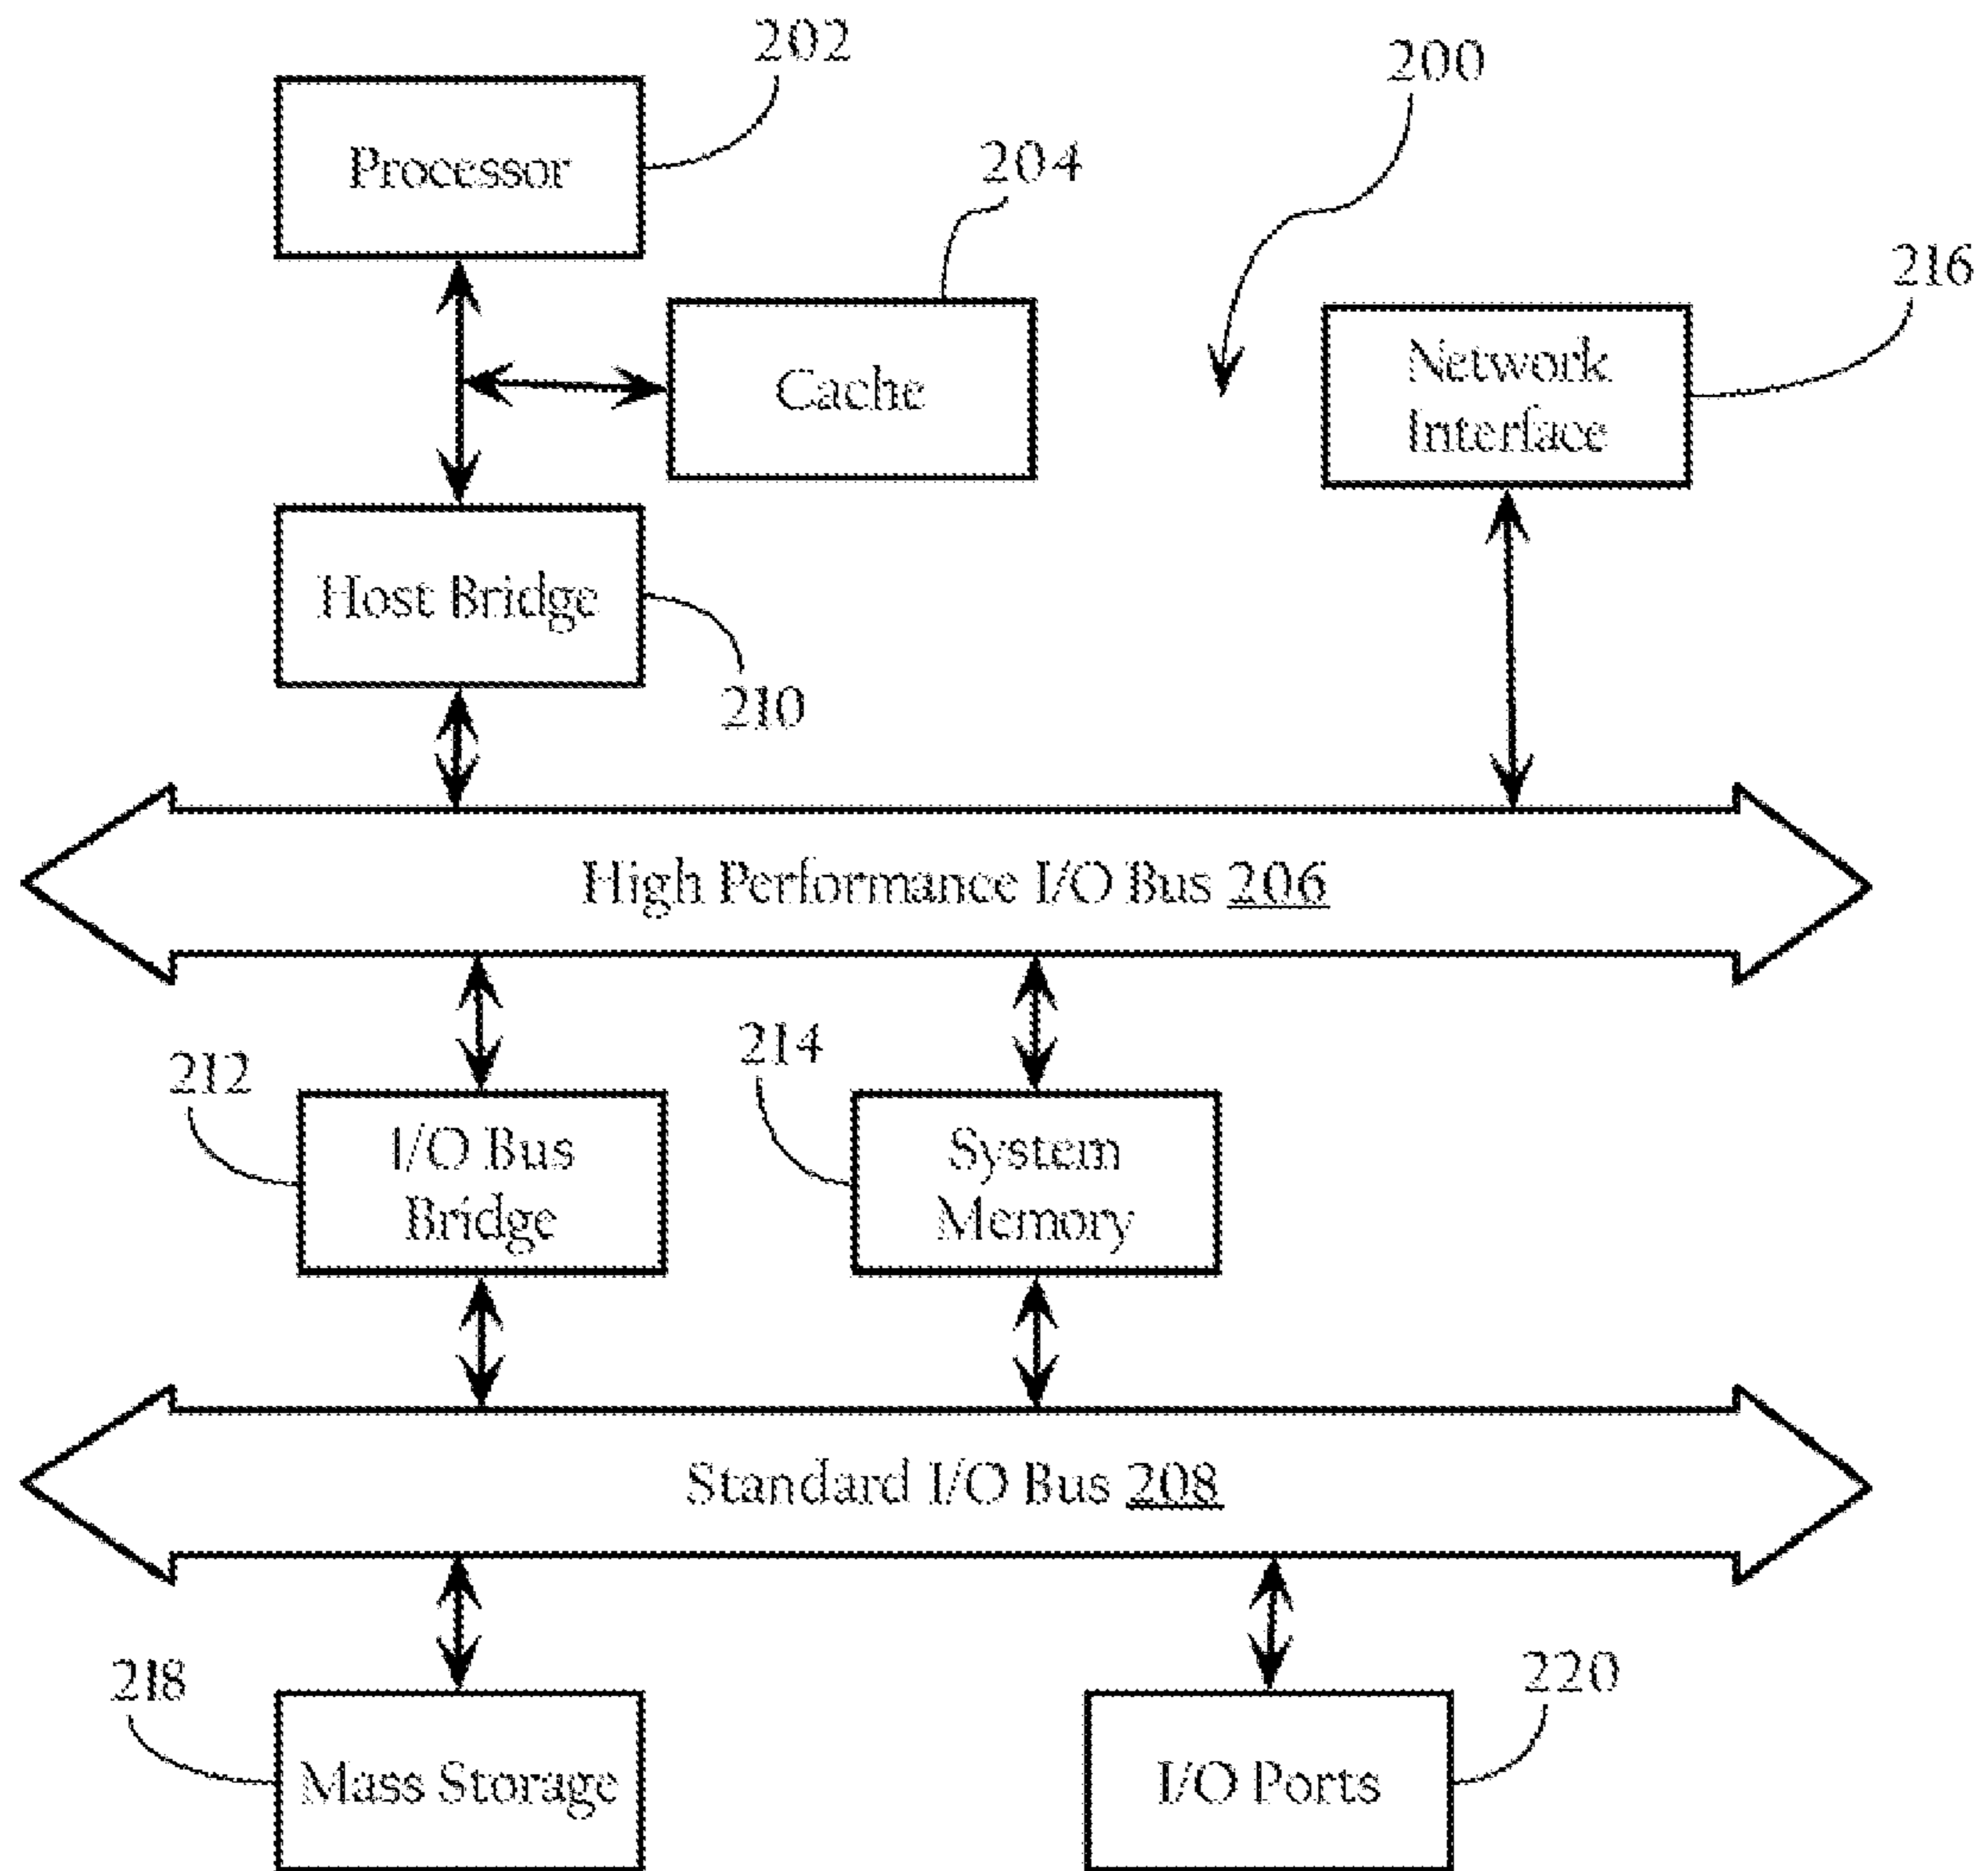 202
200
Processor
204
216
Cache
Network
Interface
Host Bridge
210
High Performance I/O Bus 206
212
214
I/O Bus
Bridge
System
Memory
Standard I/O Bus 208
218
220
Mass Storage
I/O Ports